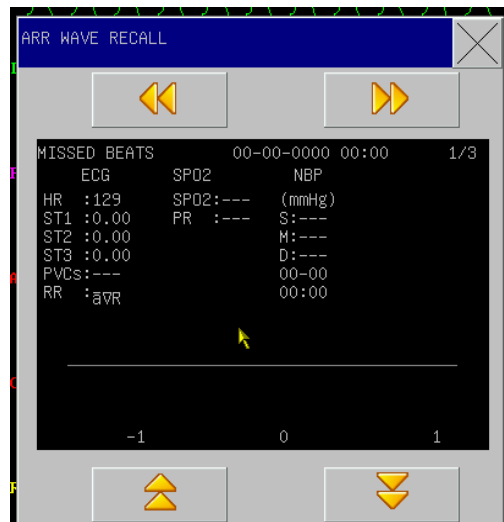 ARR WAVE RECALL
MISSED BEATS 00-00-0000 00:00 1/3
ECG SPO2 NBP
HR :129 SPO2:--- (mmHg)
ST1 :0.00 PR :--- S:---
ST2 :0.00 M:---
ST3 :0.00 D:---
PVCs:--- 00-00
RR : 00:00
-1 0 1